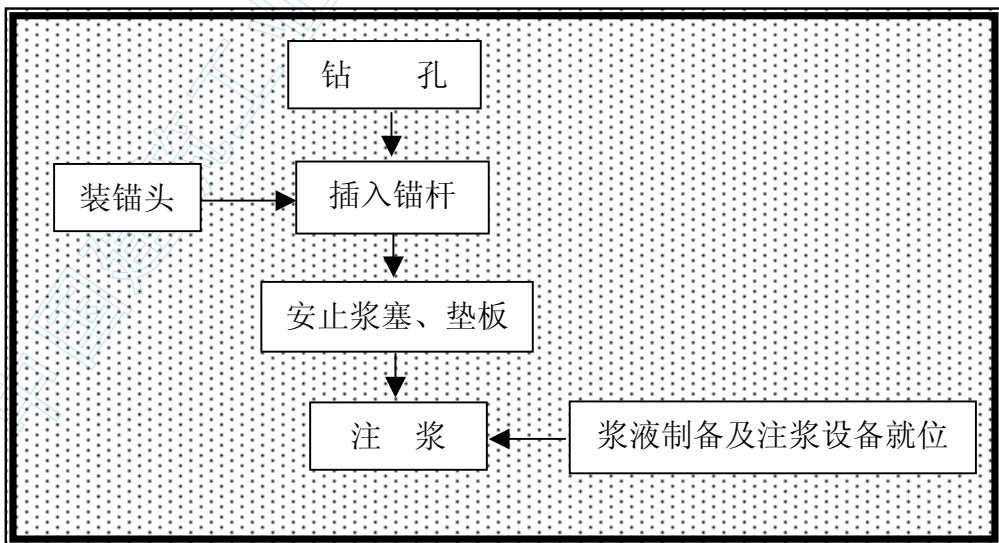 钻 孔
装锚头
插入锚杆
安止浆塞、垫板
注 浆
浆液制备及注浆设备就位